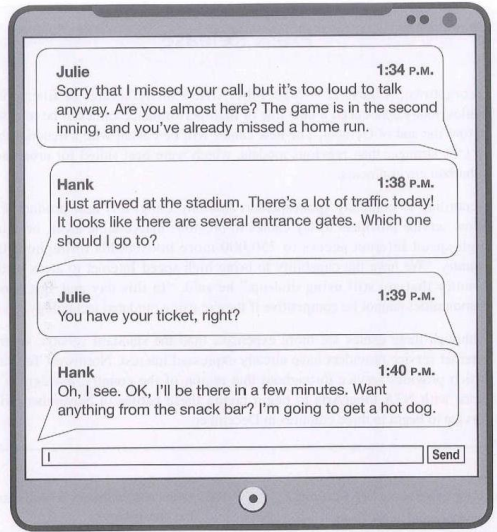 Julie 1:34 P.M.
Sorry that I missed your call, but it's too loud to talk
anyway. Are you almost here? The game is in the second
inning, and you've already missed a home run.
Hank 1:38 P.M.
I just arrived at the stadium. There's a lot of traffic today!
It looks like there are several entrance gates. Which one
should I go to?
Julie 1:39 P.M.
You have your ticket, right?
Hank 1:40 P.M.
Oh, I see. OK, I'll be there in a few minutes. Want
anything from the snack bar? I'm going to get a hot dog.
Send